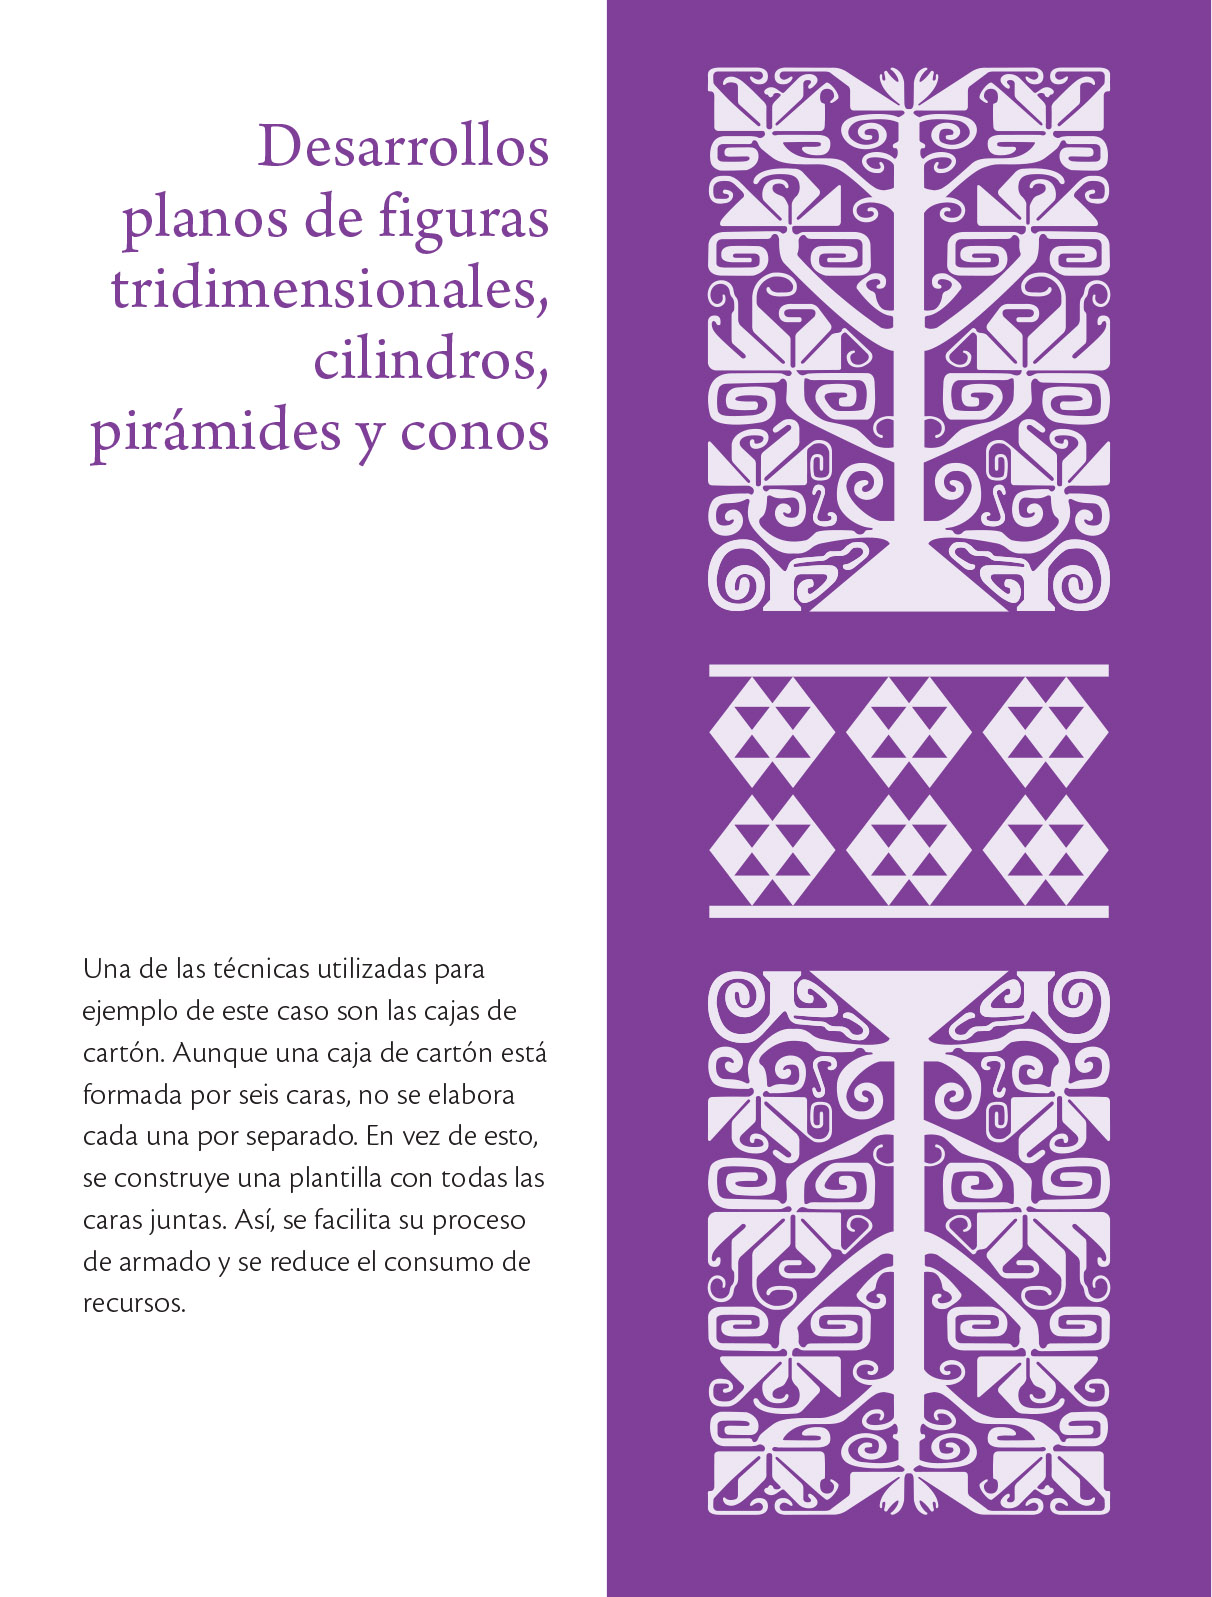 Desarrollos
planos de figuras
tridimensionales,
cilindros,
pirámides y conos
Una de las técnicas utilizadas para
ejemplo de este caso son las cajas de
cartón. Aunque una caja de cartón está
formada por seis caras, no se elabora
cada una por separado. En vez de esto,
se construye una plantilla con todas las
caras juntas. Así, se facilita su proceso
de armado y se reduce el consumo de
recursos.